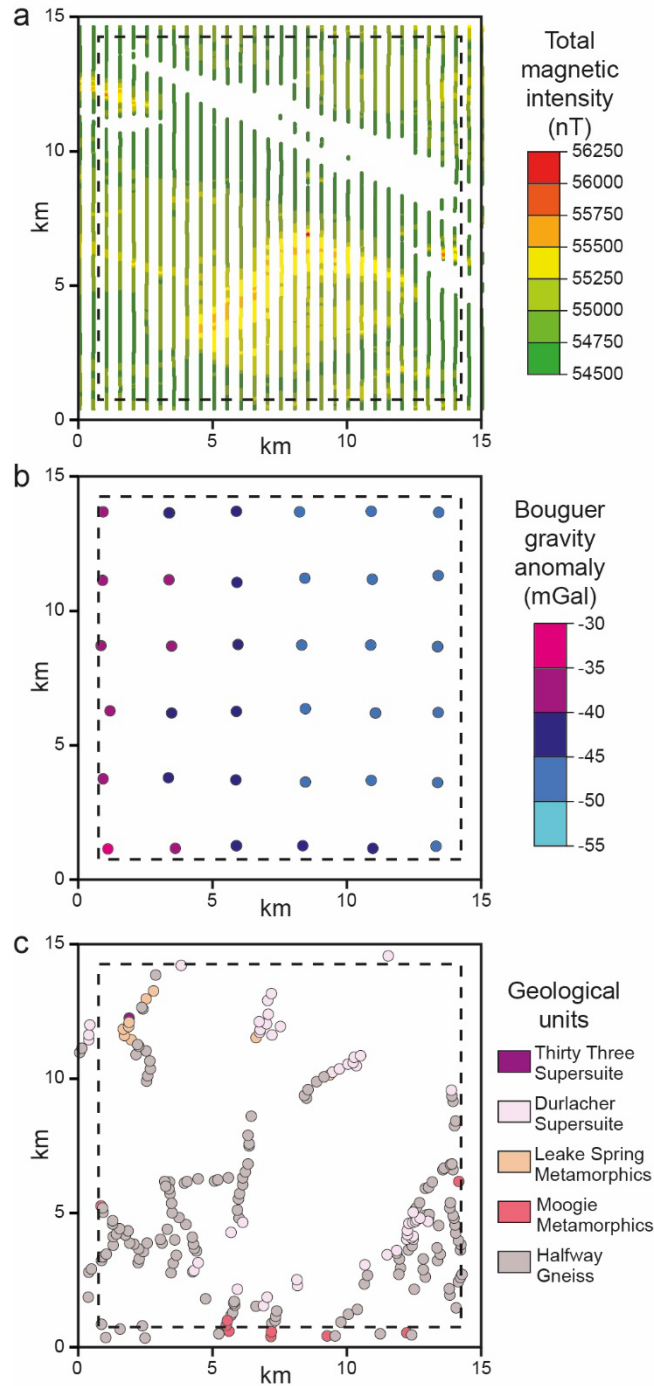 a
15
10
km
5
0
0
5
km
10
15
Total
magnetic
intensity
(nT)
56250
56000
55750
55500
55250
55000
54750
54500
b
15
10
km
5
0
0
5
km
10
15
Bouguer
gravity
anomaly
(mGal)
-30
-35
-40
-45
-50
-55
c
15
10
km
5
0
0
5
km
10
15
Geological
units
Thirty Three
Supersuite
Durlacher
Supersuite
Leake Spring
Metamorphics
Moogie
Metamorphics
Halfway
Gneiss